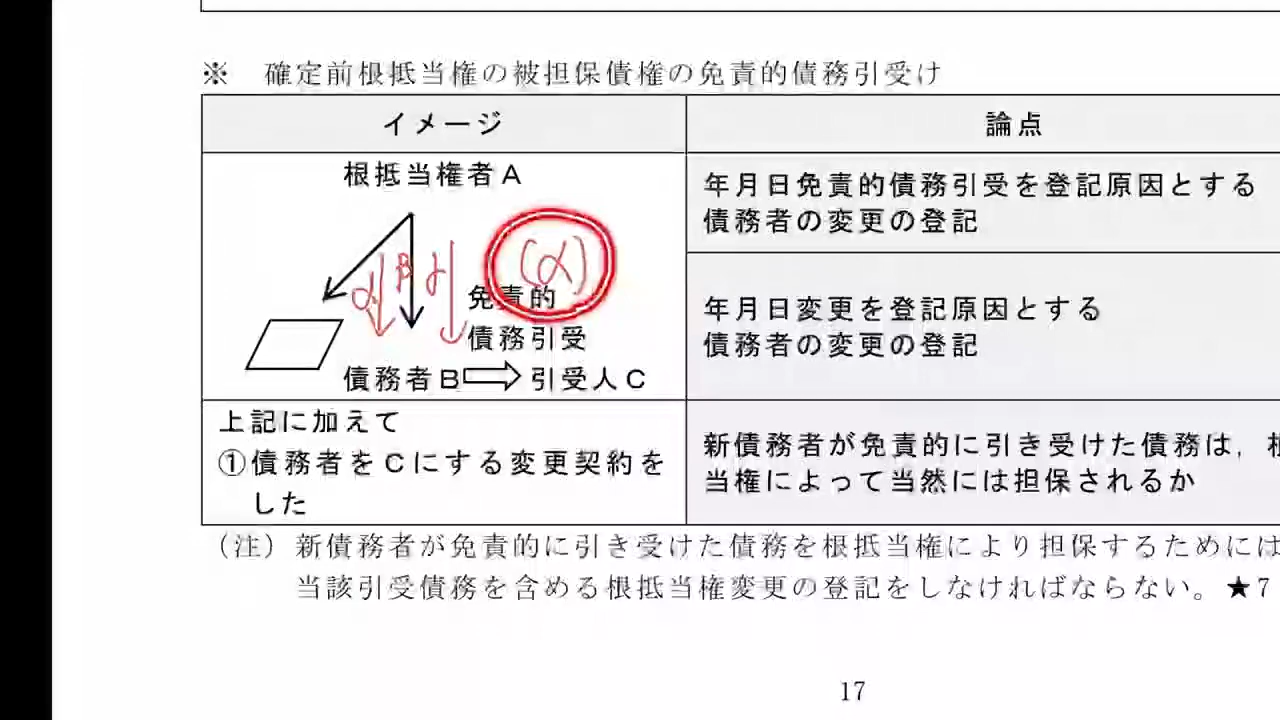 ※ 確定前根抵当権の被担保債権の免責的債務引受け
イメージ
論点
根抵当権者A
α
β
γ
(α)
免責的
債務引受
債務者B⇨引受人C
年月日免責的債務引受を登記原因とする
債務者の変更の登記
年月日変更を登記原因とする
債務者の変更の登記
上記に加えて
①債務者をCにする変更契約を
した
新債務者が免責的に引き受けた債務は，根
当権によって当然には担保されるか
（注）新債務者が免責的に引き受けた債務を根抵当権により担保するためには
当該引受債務を含める根抵当権変更の登記をしなければならない。★7
17